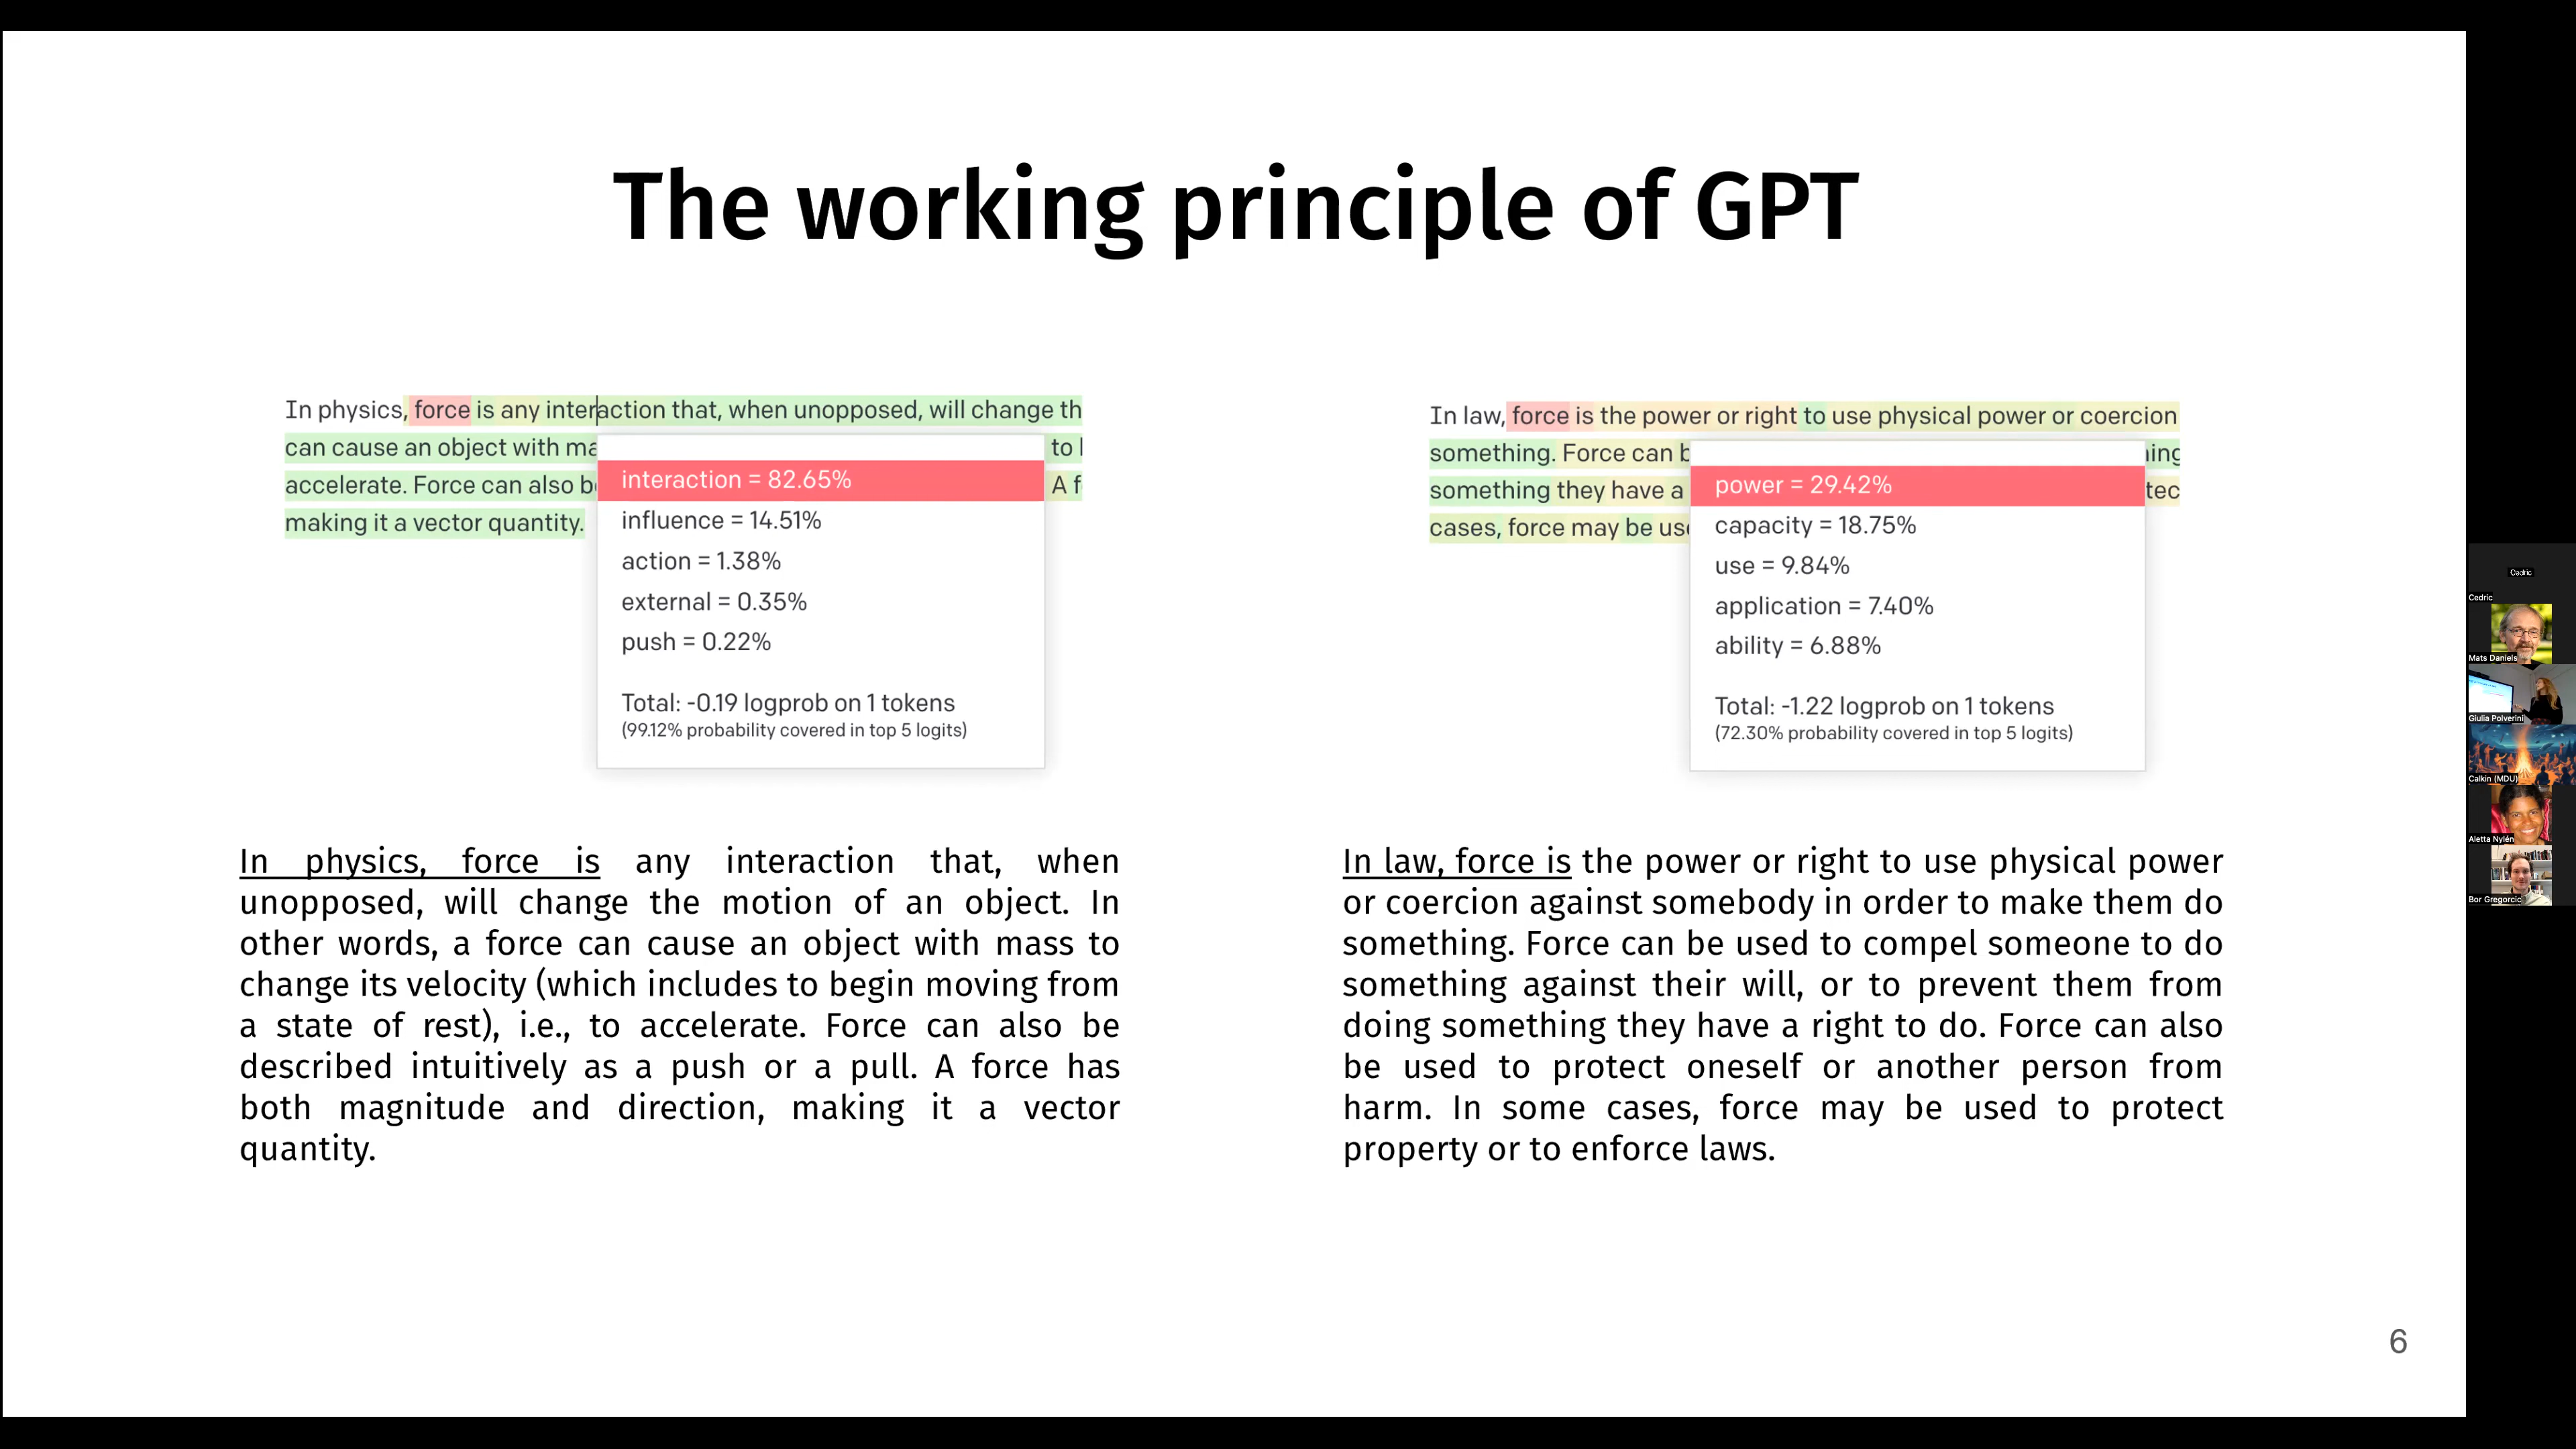 The working principle of GPT
In physics, force is any interaction that, when unopposed, will change th
can cause an object with ma
to
accelerate. Force can also b
A f
making it a vector quantity.
interaction = 82.65%
influence = 14.51%
action = 1.38%
external = 0.35%
push = 0.22%
Total: -0.19 logprob on 1 tokens
(99.12% probability covered in top 5 logits)
In law, force is the power or right to use physical power or coercion
something. Force can b
something they have a
tec
cases, force may be us
power = 29.42%
capacity = 18.75%
use = 9.84%
application = 7.40%
ability = 6.88%
Total: -1.22 logprob on 1 tokens
(72.30% probability covered in top 5 logits)
In physics, force is any interaction that, when
unopposed, will change the motion of an object. In
other words, a force can cause an object with mass to
change its velocity (which includes to begin moving from
a state of rest), i.e., to accelerate. Force can also be
described intuitively as a push or a pull. A force has
both magnitude and direction, making it a vector
quantity.
In law, force is the power or right to use physical power
or coercion against somebody in order to make them do
something. Force can be used to compel someone to do
something against their will, or to prevent them from
doing something they have a right to do. Force can also
be used to protect oneself or another person from
harm. In some cases, force may be used to protect
property or to enforce laws.
6
Cedric
Cedric
Mats Daniels
Giulia Polverini
Calkin (MDU)
Aletta Nylén
Bor Gregorcic